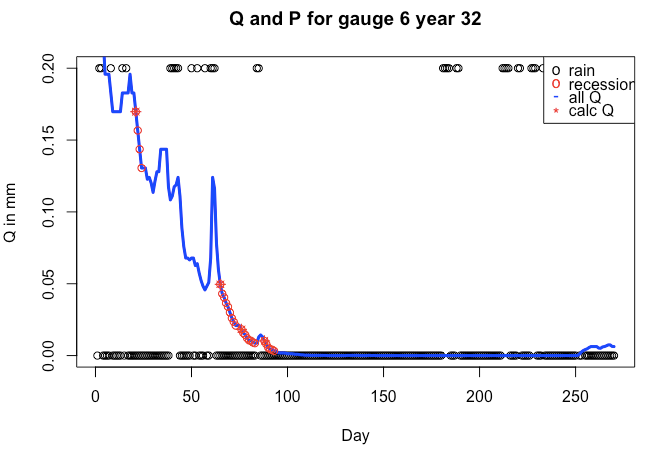 Q and P for gauge 6 year 32
Q in mm
0.20
0.15
0.10
0.05
0.00
0 50 100 150 200 250
Day
o rain
o recession
- all Q
* calc Q